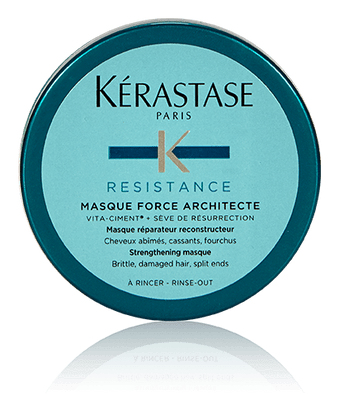 KÉRASTASE
PARIS
K
RESISTANCE
MASQUE FORCE ARCHITECTE
VITA-CIMENT® + SÈVE DE RÉSURRECTION
Masque réparateur reconstructeur
Cheveux abimés, cassants, fourchus
Strengthening masque
Brittle, damaged hair, split ends
À RINCER - RINSE-OUT